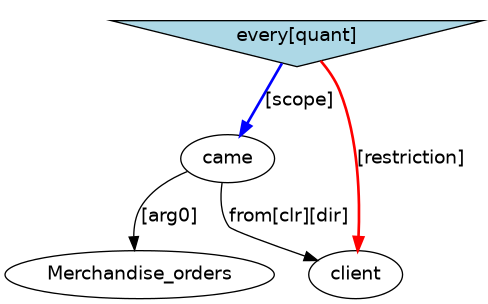 every[quant]
[scope]
came
[restriction]
[arg0]
from[clr][dir]
Merchandise_orders
client